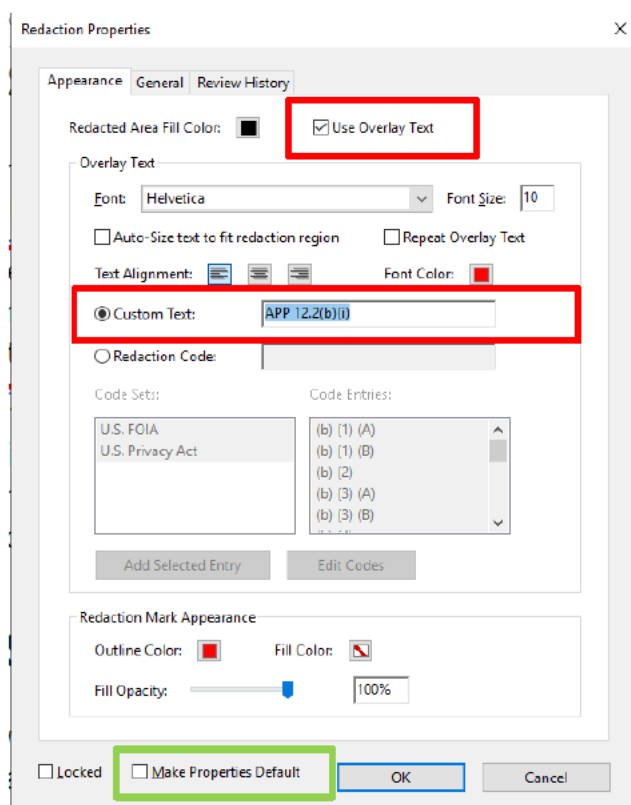 Redaction Properties
Appearance General Review History
Redacted Area Fill Color: Use Overlay Text
Overlay Text
Font: Helvetica Font Size: 10
Auto-Size text to fit redaction region Repeat Overlay Text
Text Alignment: Font Color:
Custom Text: APP 12.2(b)(i)
Redaction Code:
Code Sets: Code Entries:
U.S. FOIA (b) (1) (A)
U.S. Privacy Act (b) (1) (B)
(b) (2)
(b) (3) (A)
(b) (3) (B)
Add Selected Entry Edit Codes
Redaction Mark Appearance
Outline Color: Fill Color:
Fill Opacity: 100%
Locked Make Properties Default OK Cancel